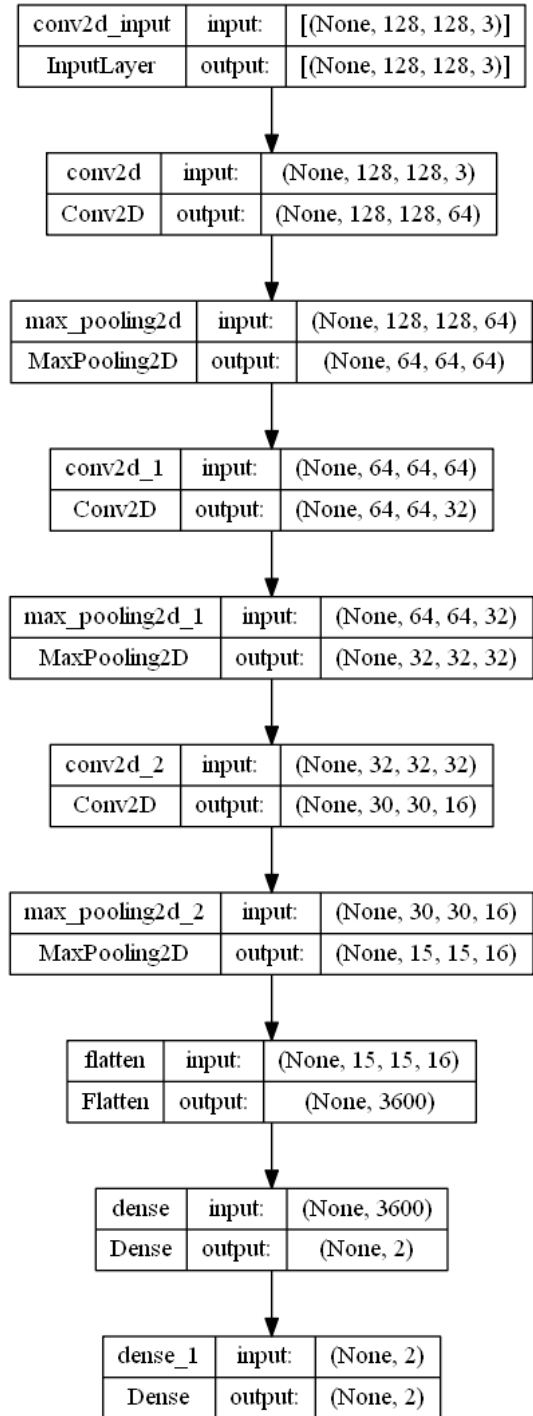 conv2d_input input: [(None, 128, 128, 3)]
InputLayer output: [(None, 128, 128, 3)]
conv2d input: (None, 128, 128, 3)
Conv2D output: (None, 128, 128, 64)
max_pooling2d input: (None, 128, 128, 64)
MaxPooling2D output: (None, 64, 64, 64)
conv2d_1 input: (None, 64, 64, 64)
Conv2D output: (None, 64, 64, 32)
max_pooling2d_1 input: (None, 64, 64, 32)
MaxPooling2D output: (None, 32, 32, 32)
conv2d_2 input: (None, 32, 32, 32)
Conv2D output: (None, 30, 30, 16)
max_pooling2d_2 input: (None, 30, 30, 16)
MaxPooling2D output: (None, 15, 15, 16)
flatten input: (None, 15, 15, 16)
Flatten output: (None, 3600)
dense input: (None, 3600)
Dense output: (None, 2)
dense_1 input: (None, 2)
Dense output: (None, 2)